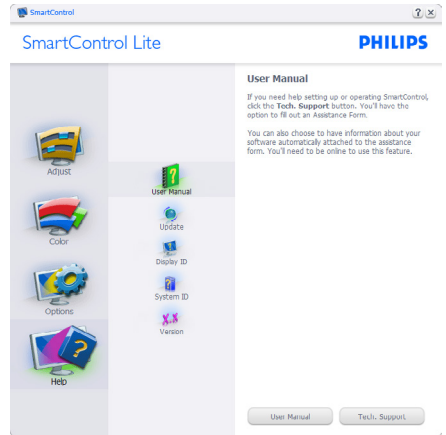 SmartControl
SmartControl Lite
PHILIPS
Adjust
Color
Options
Help
User Manual
Update
Display ID
System ID
X.X
Version
User Manual
If you need help setting up or operating SmartControl,
click the Tech. Support button. You'll have the
option to fill out an Assistance Form.
You can also choose to have information about your
software automatically attached to the assistance
form. You'll need to be online to use this feature.
User Manual
Tech. Support